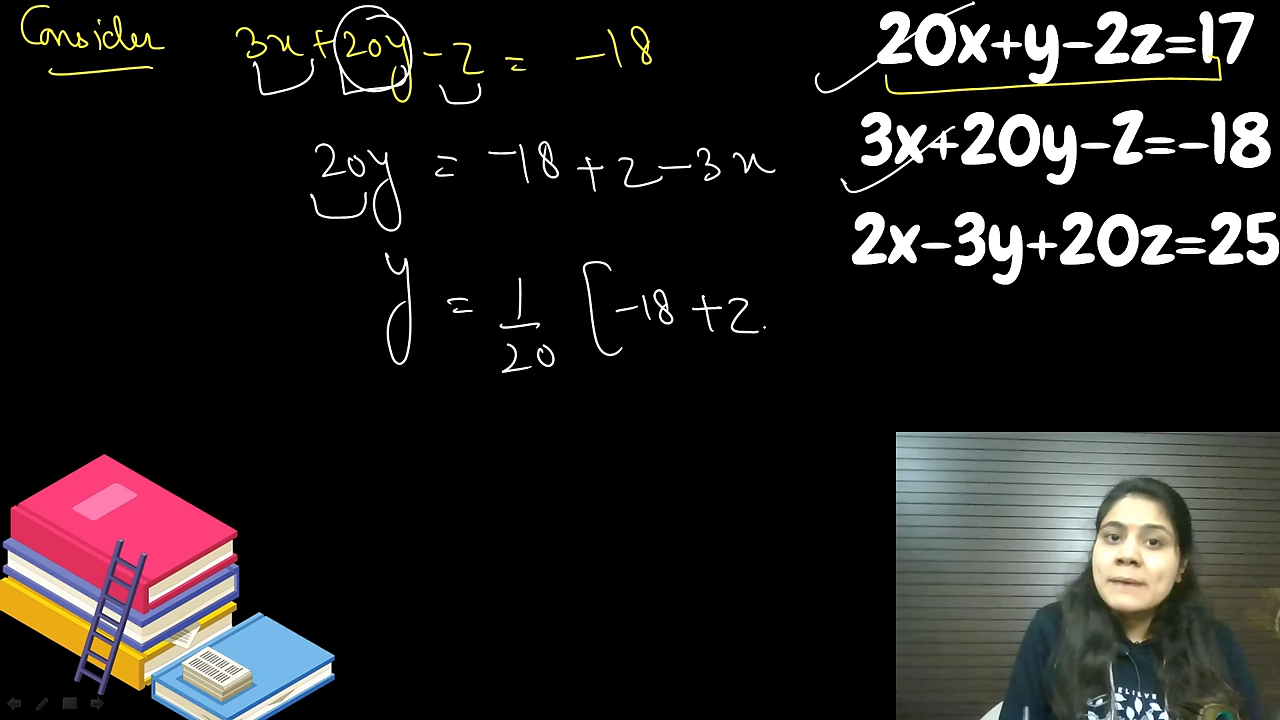 Consider 3x + 20y - z = -18
20y = -18 + z - 3x
y = 1/20 [ -18 + z
20x+y-2z=17
3x+20y-z=-18
2x-3y+20z=25
ELIEVE